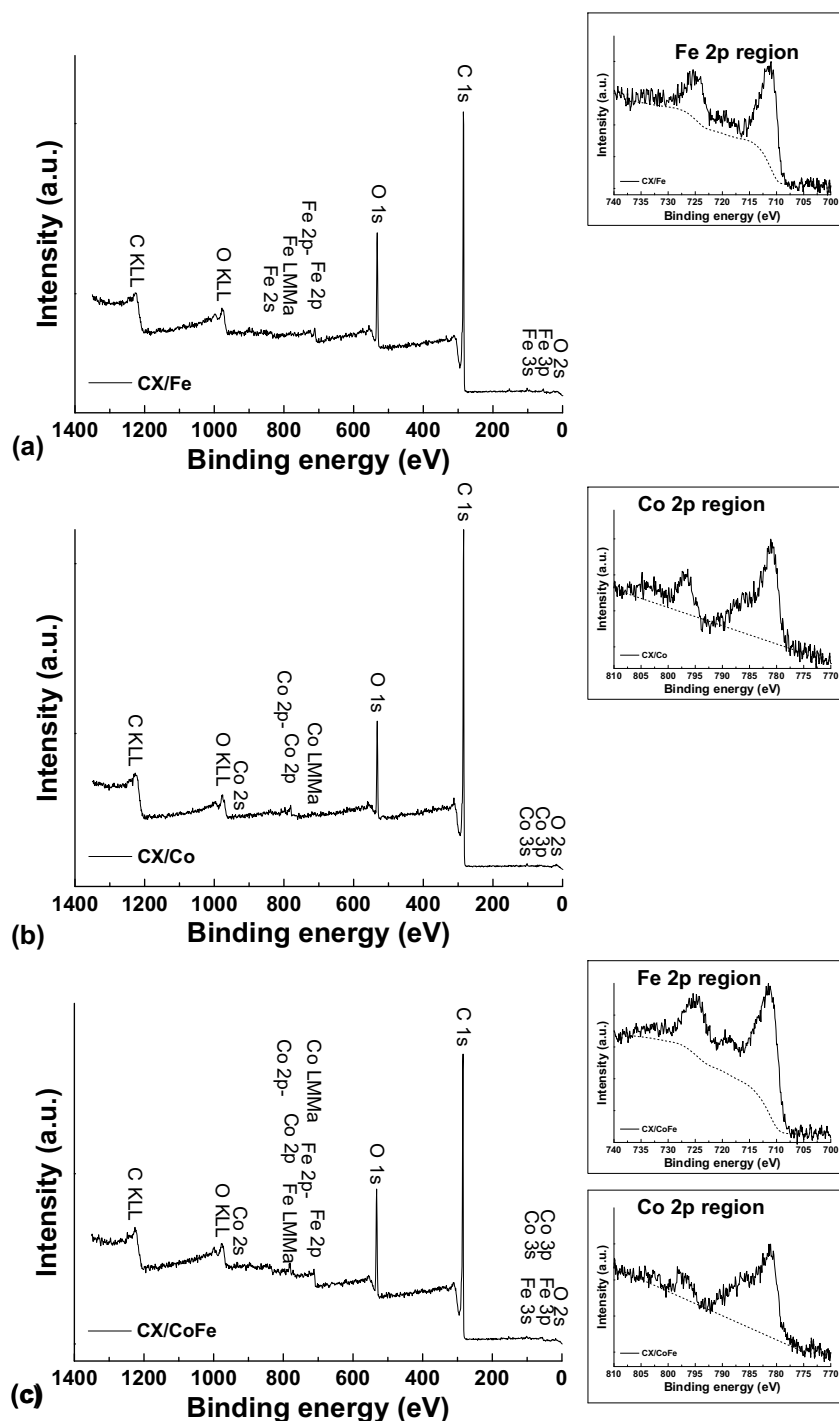 C 1s
O 1s
Fe 2p-
Fe 2p
Fe LMMa
Fe 2s
O KLL
C KLL
O 2s
Fe 3p
Fe 3s
Intensity (a.u.)
CX/Fe
1400 1200 1000 800 600 400 200 0
Binding energy (eV)
(a)
Fe 2p region
Intensity (a.u.)
CX/Fe
740 735 730 725 720 715 710 705 700
Binding energy (eV)
C 1s
O 1s
Co 2p-
Co 2p
Co LMMa
C KLL
O KLL
Co 2s
O 2s
Co 3p
Co 3s
Intensity (a.u.)
CX/Co
1400 1200 1000 800 600 400 200 0
Binding energy (eV)
(b)
Co 2p region
Intensity (a.u.)
CX/Co
810 805 800 795 790 785 780 775 770
Binding energy (eV)
C 1s
O 1s
Co LMMa
Co 2p-
Co 2p
Fe 2p-
Fe LMMa
Fe 2p
C KLL
O KLL
Co 2s
Co 3p
Co 3s
O 2s
Fe 3p
Fe 3s
Intensity (a.u.)
CX/CoFe
1400 1200 1000 800 600 400 200 0
Binding energy (eV)
(c)
Fe 2p region
Intensity (a.u.)
CX/CoFe
740 735 730 725 720 715 710 705 700
Binding energy (eV)
Co 2p region
Intensity (a.u.)
CX/CoFe
810 805 800 795 790 785 780 775 770
Binding energy (eV)